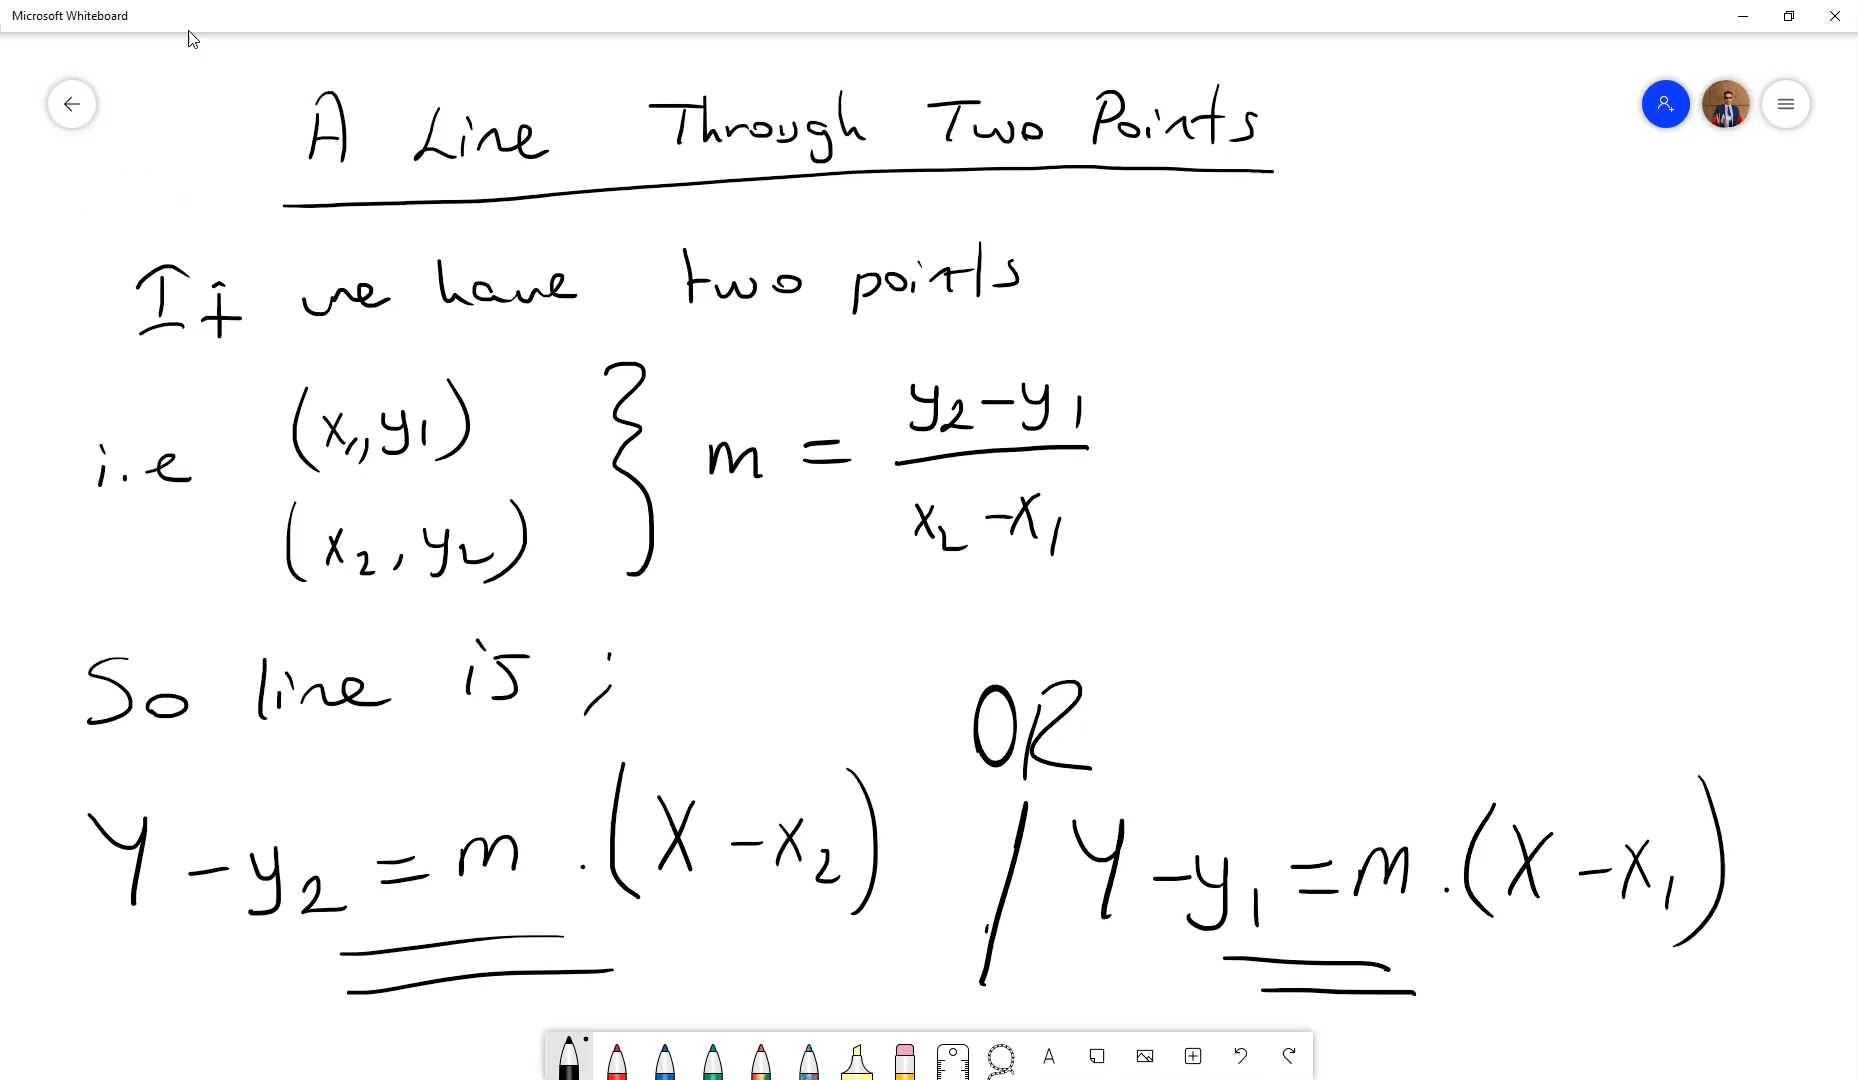 Microsoft Whiteboard
A Line Through Two Points
If we have two points
i.e (x₁, y₁) } m = (y₂ - y₁) / (x₂ - x₁)
(x₂, y₂)
So line is ;
OR
Y - y₂ = m . (X - x₂) / Y - y₁ = m . (X - x₁)
A